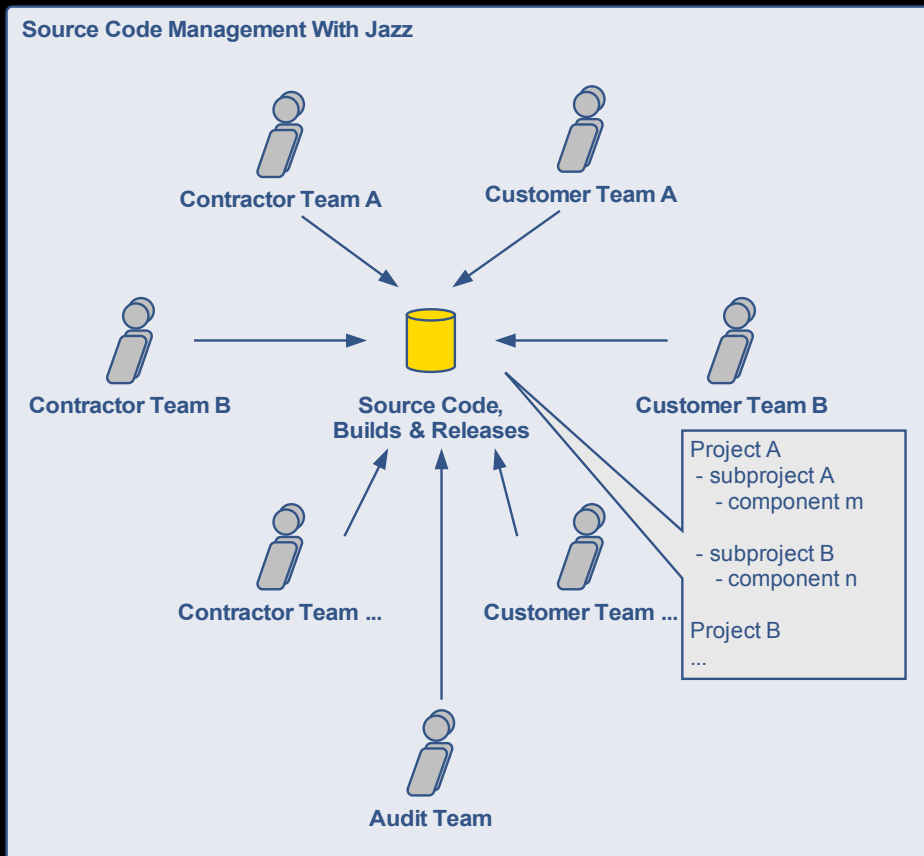 Source Code Management With Jazz
Contractor Team A
Customer Team A
Contractor Team B
Customer Team B
Source Code,
Builds & Releases
Project A
- subproject A
- component m
- subproject B
- component n
Project B
...
Contractor Team ...
Customer Team ...
Audit Team